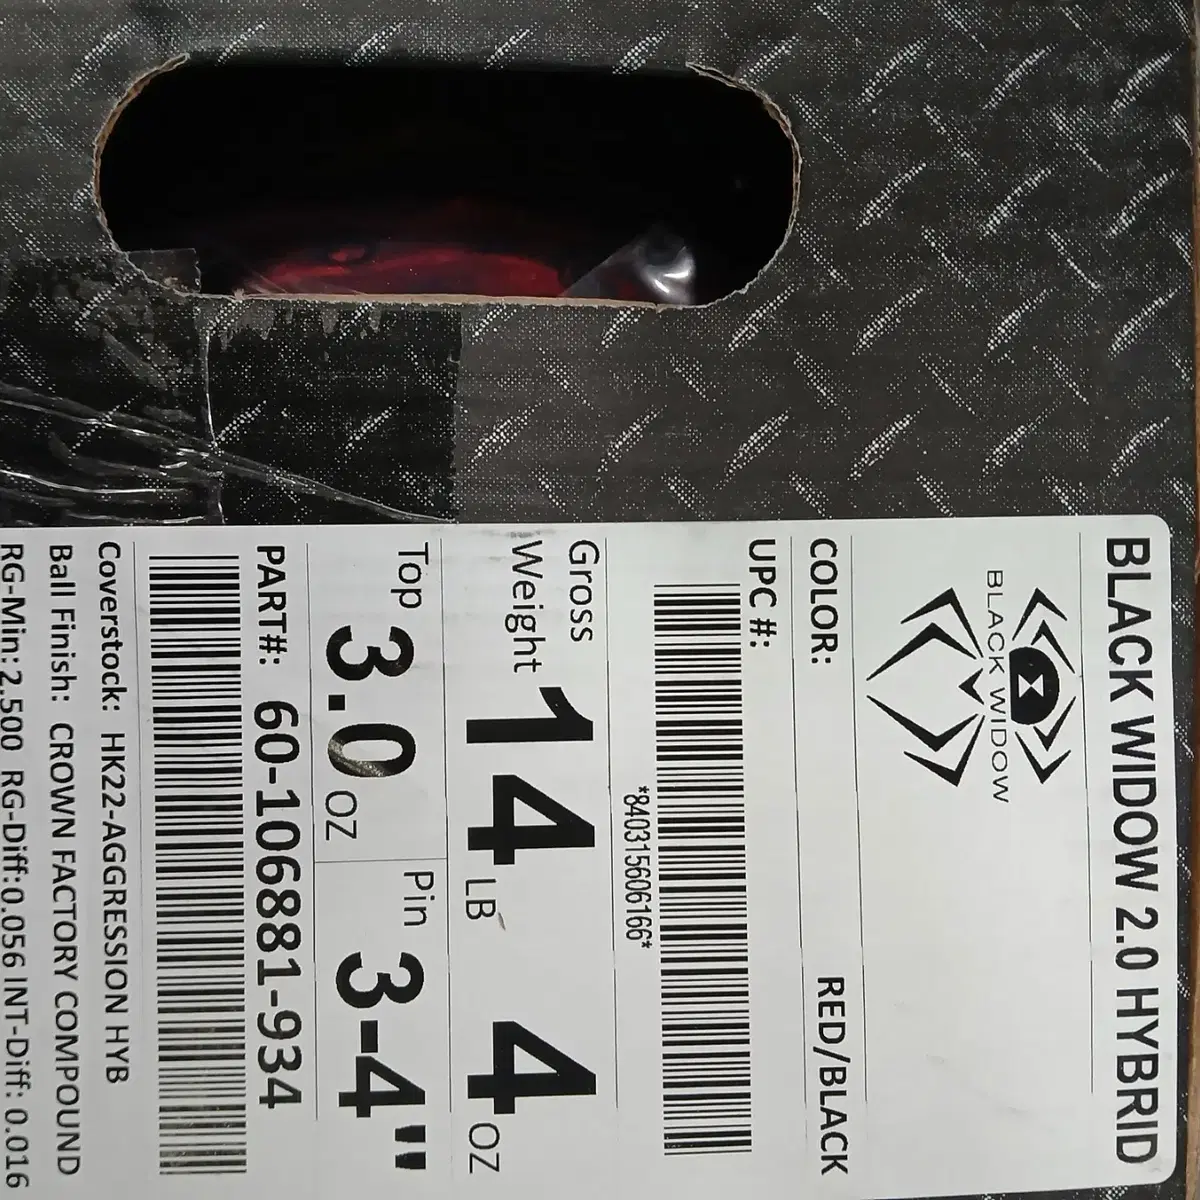 BLACK WIDOW 2.0 HYBRID
BLACK WIDOW
COLOR: RED/BLACK
UPC #:
*840315606166*
Gross Weight 14 LB 4 OZ
Top 3.0 OZ Pin 3-4"
PART#: 60-106881-934
Coverstock: HK22-AGGRESSION HYB
Ball Finish: CROWN FACTORY COMPOUND
RG-Min: 2.500 RG-Diff:0.056 INT-Diff: 0.016